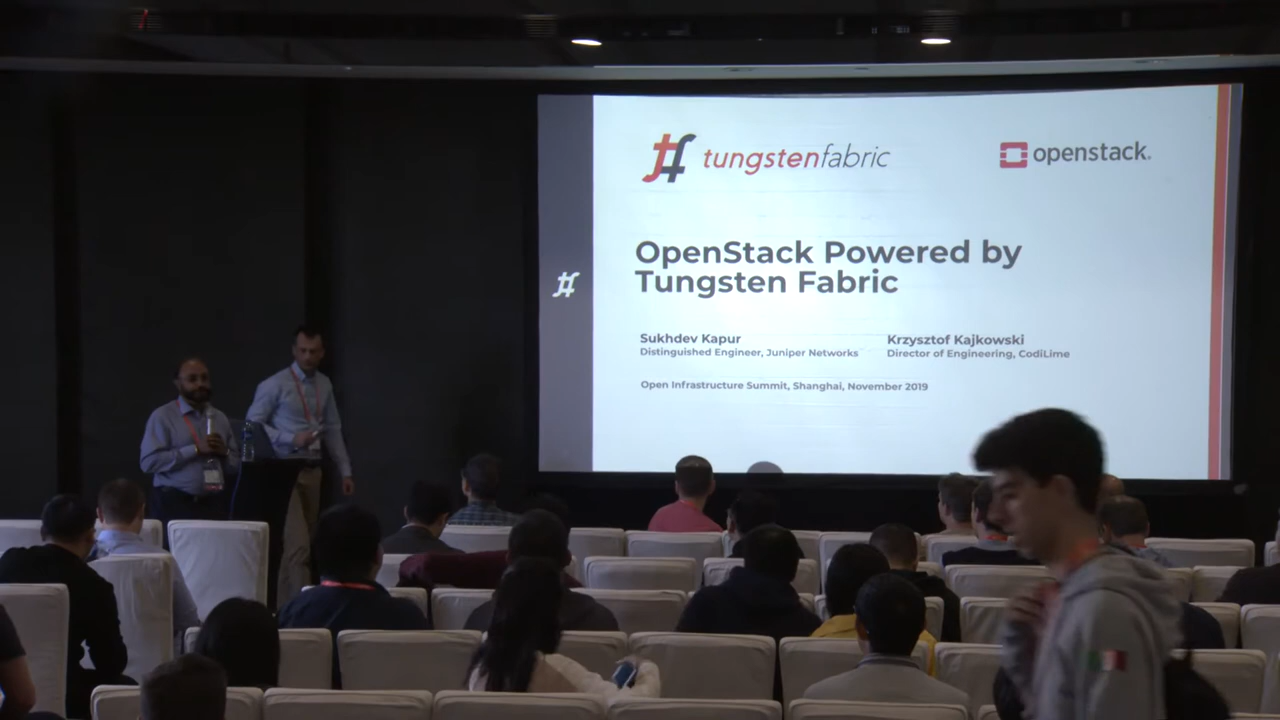 tungstenfabric
openstack.
OpenStack Powered by
Tungsten Fabric
Sukhdev Kapur
Distinguished Engineer, Juniper Networks
Krzysztof Kajkowski
Director of Engineering, CodiLime
Open Infrastructure Summit, Shanghai, November 2019